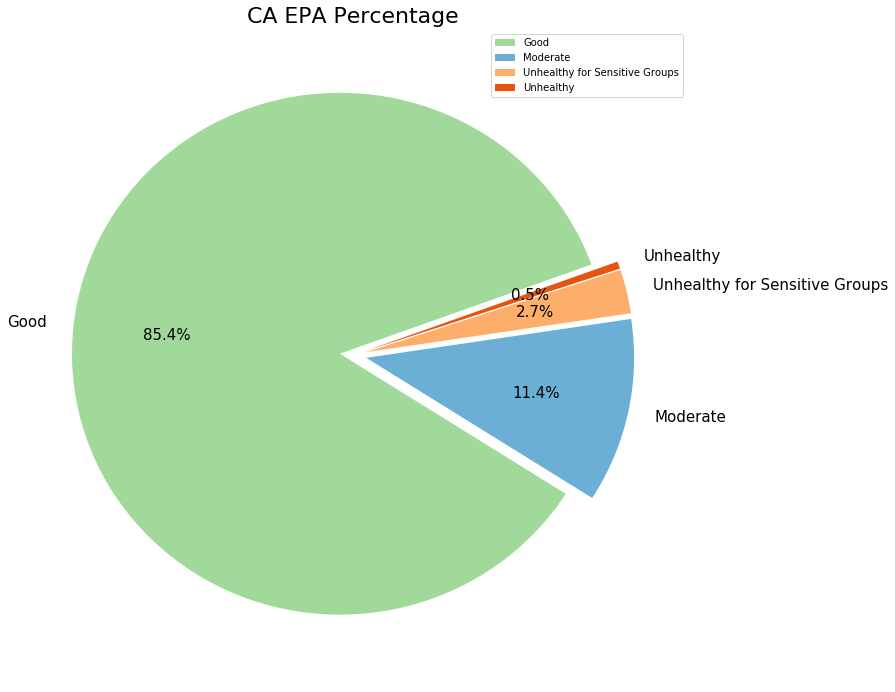 CA EPA Percentage
Good
Moderate
Unhealthy for Sensitive Groups
Unhealthy
Unhealthy
Unhealthy for Sensitive Groups
0.5%
2.7%
Good
85.4%
11.4%
Moderate